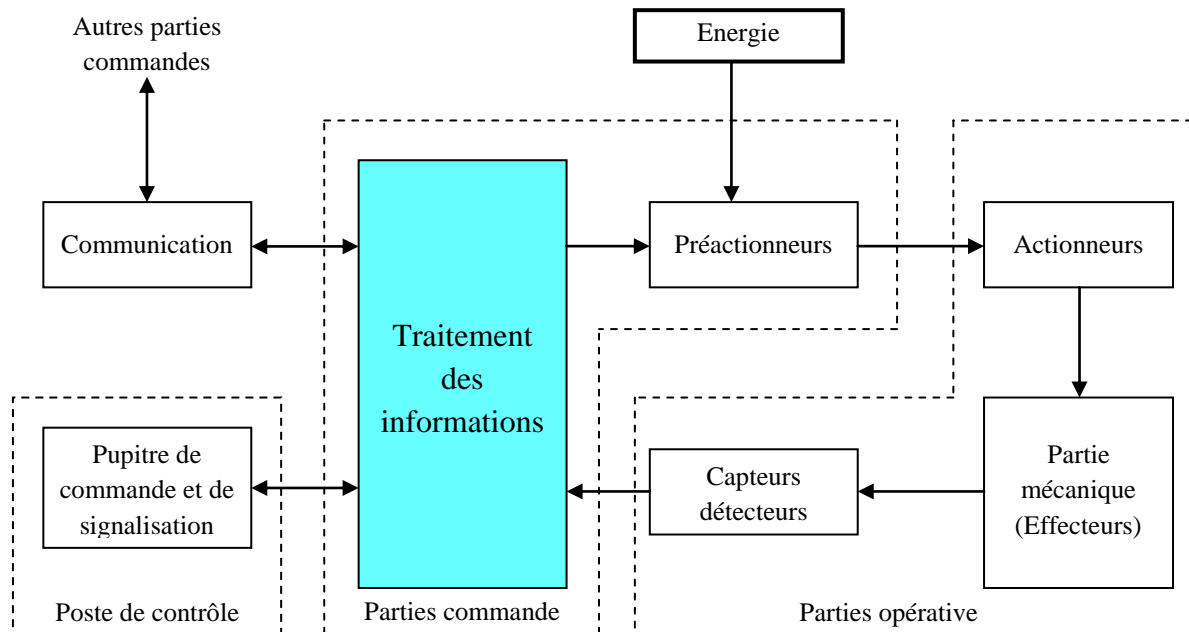 Autres parties
commandes
Energie
Communication
Préactionneurs
Actionneurs
Traitement
des
informations
Pupitre de
commande et de
signalisation
Capteurs
détecteurs
Partie
mécanique
(Effecteurs)
Poste de contrôle
Parties commande
Parties opérative